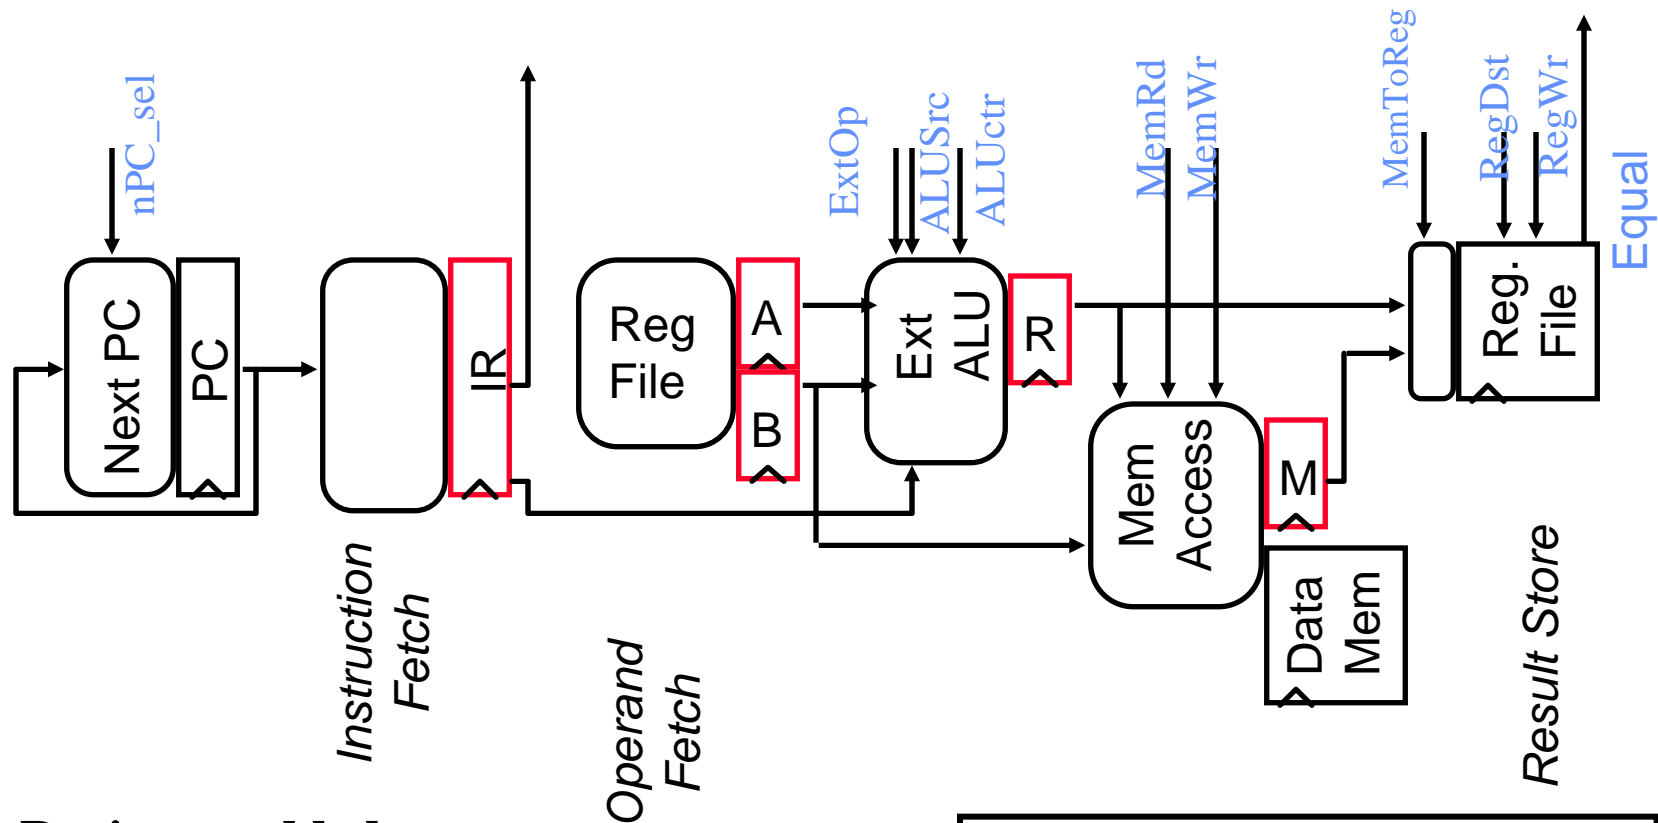 nPC_sel
Next PC
PC
Instruction
Fetch
IR
Operand
Fetch
Reg
File
A
B
ExtOp
ALUSrc
ALUctr
Ext
ALU
R
MemRd
MemWr
Mem
Access
M
Data
Mem
MemToReg
RegDst
RegWr
Equal
Reg.
File
Result Store